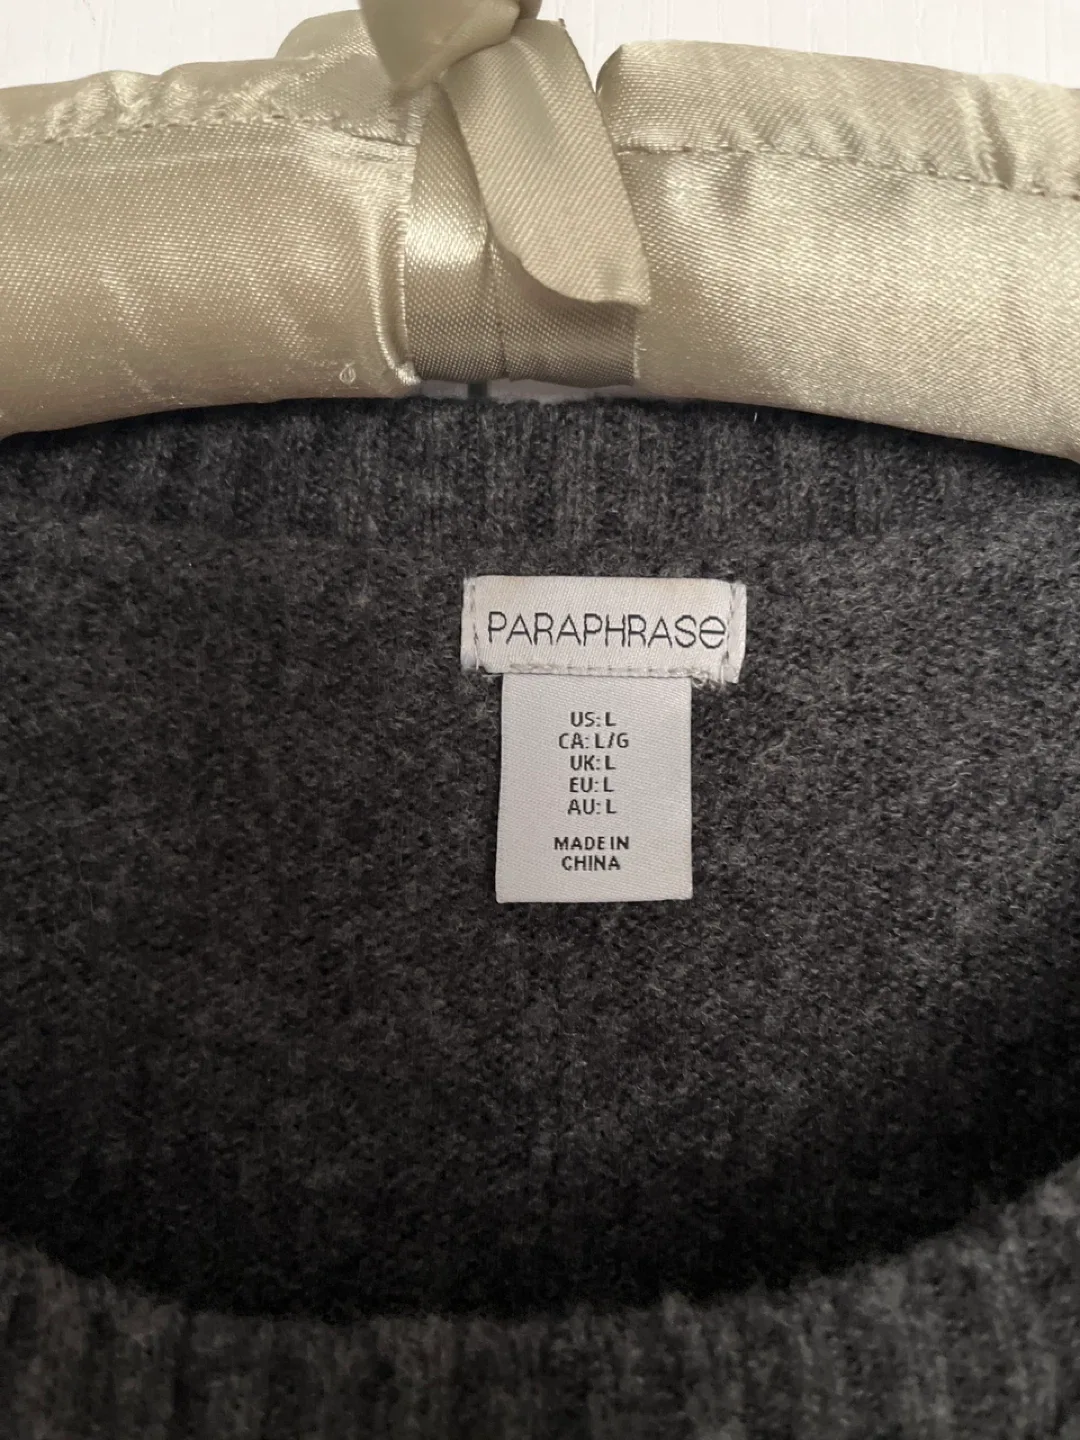 PARAPHRASE
US: L
CA: L/G
UK: L
EU: L
AU: L
MADE IN
CHINA